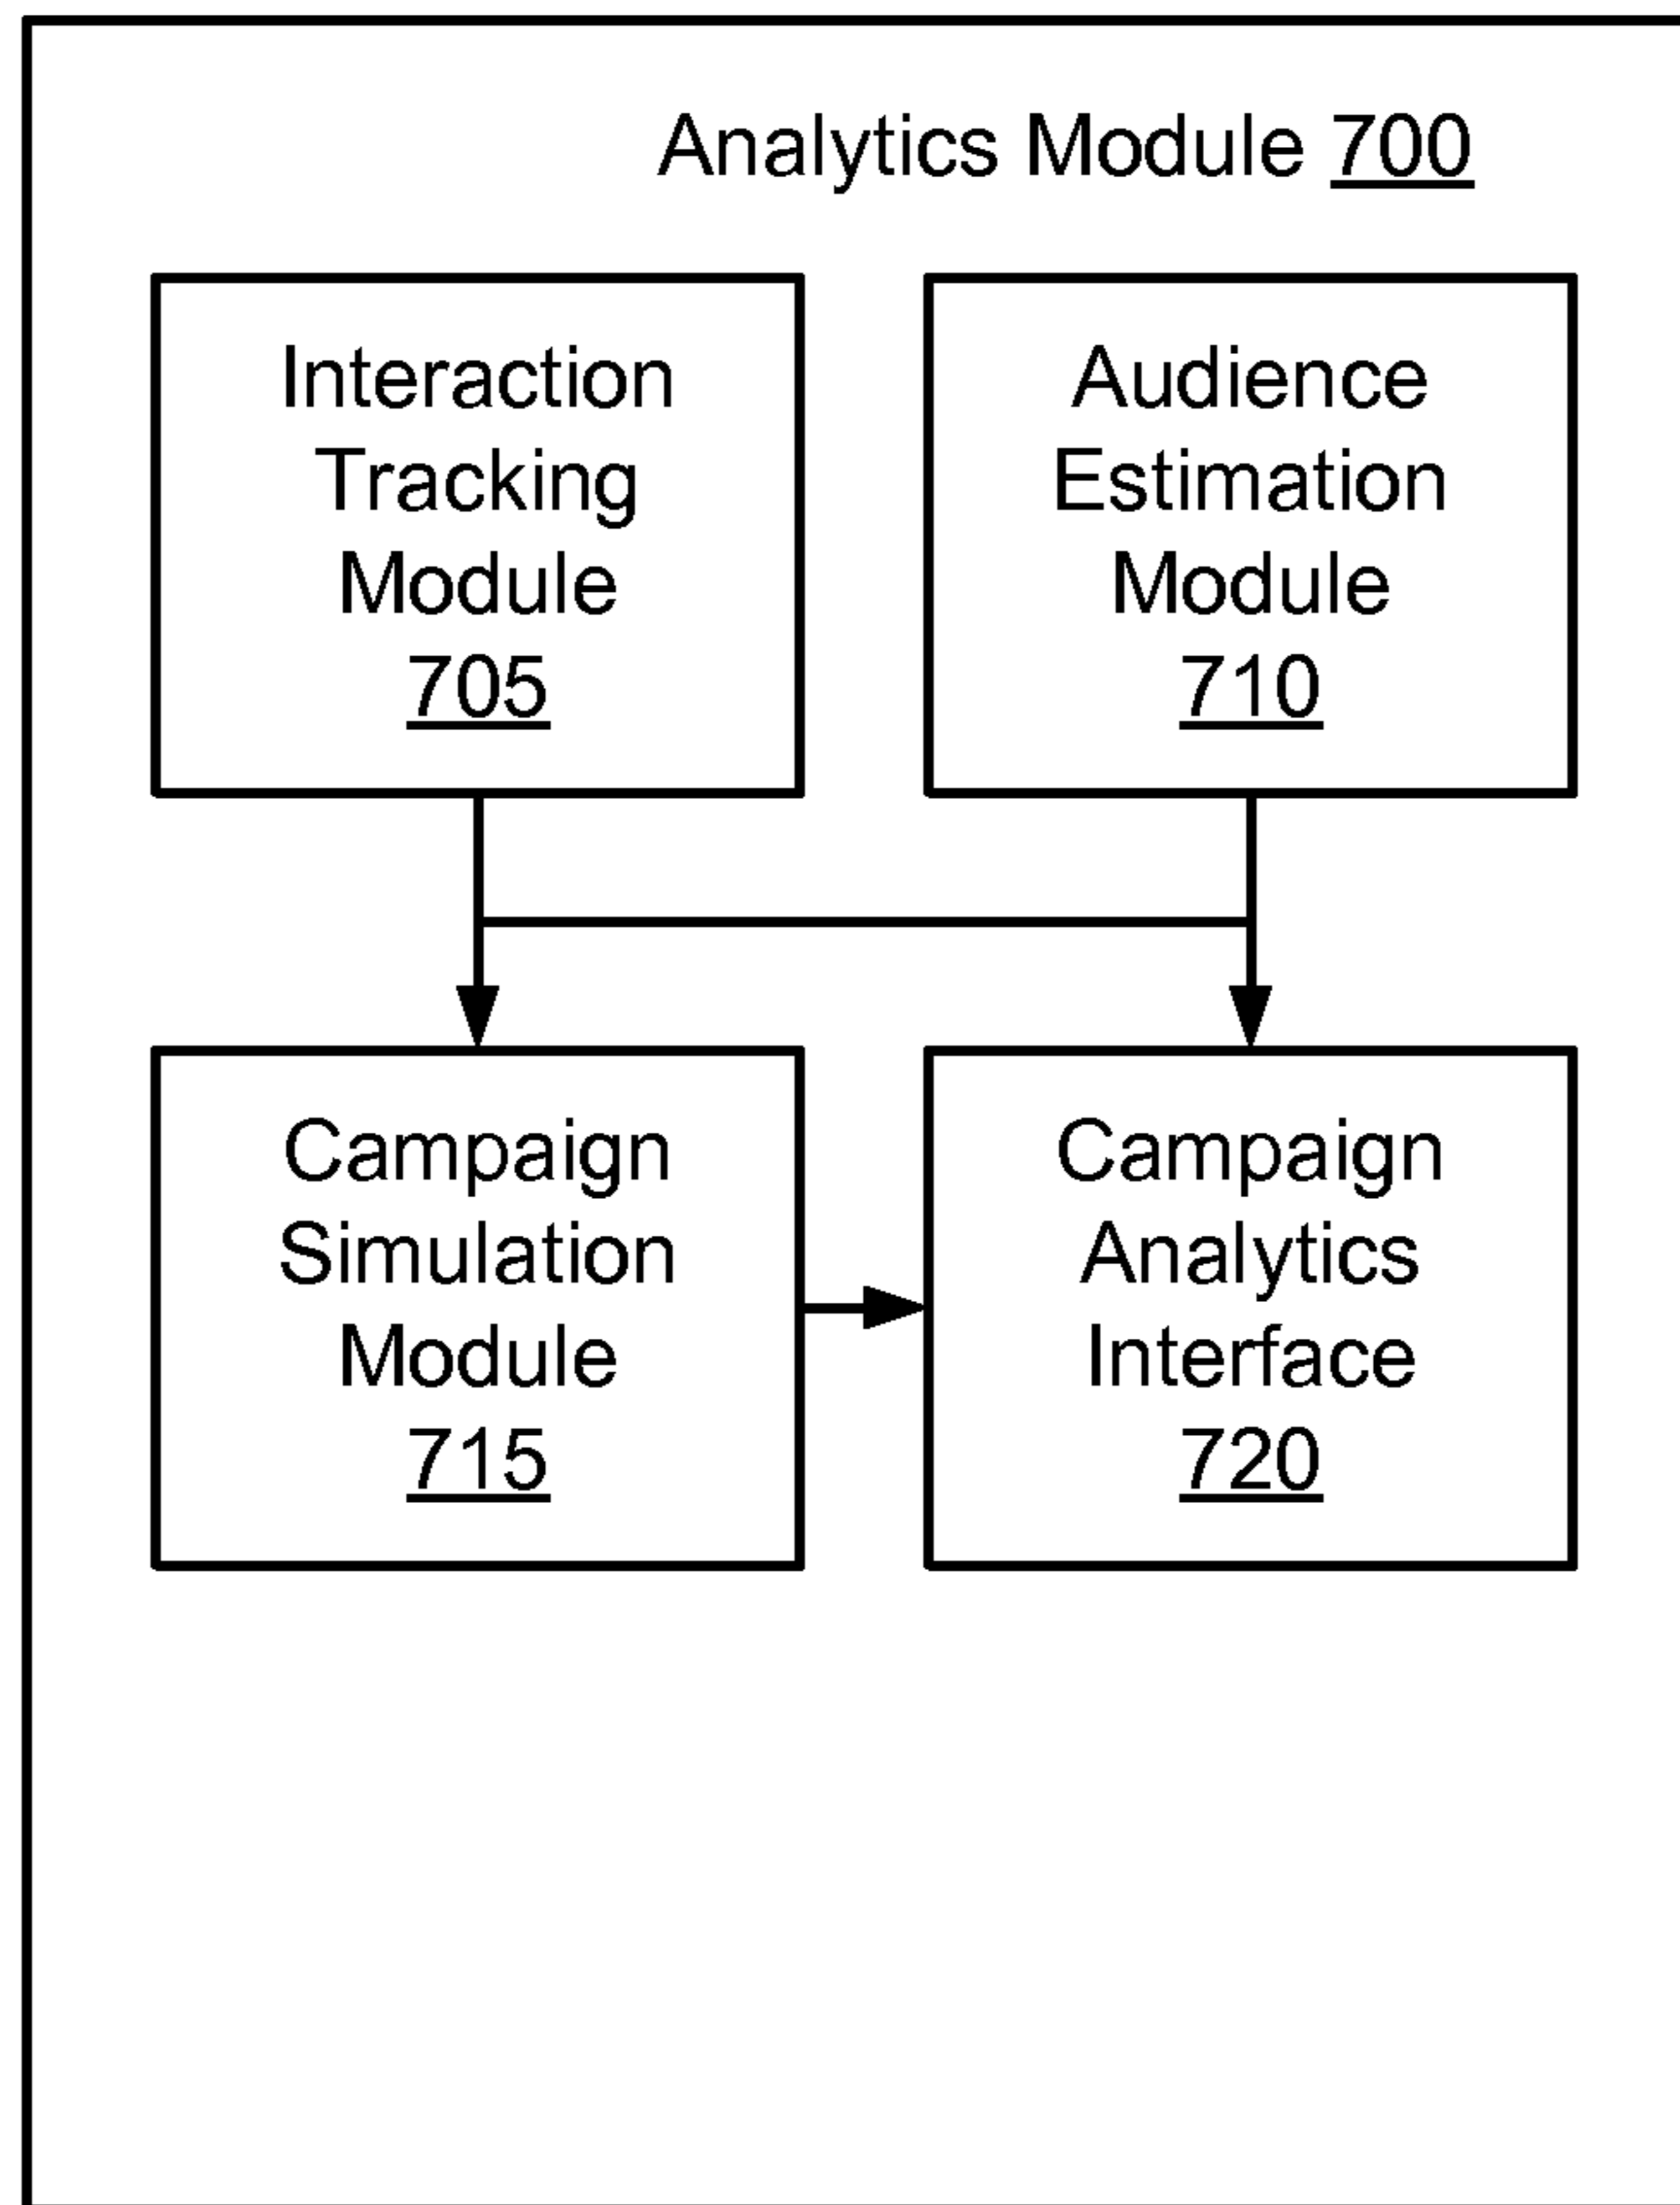 Analytics Module 700
Interaction
Tracking
Module
705
Audience
Estimation
Module
710
Campaign
Simulation
Module
715
Campaign
Analytics
Interface
720